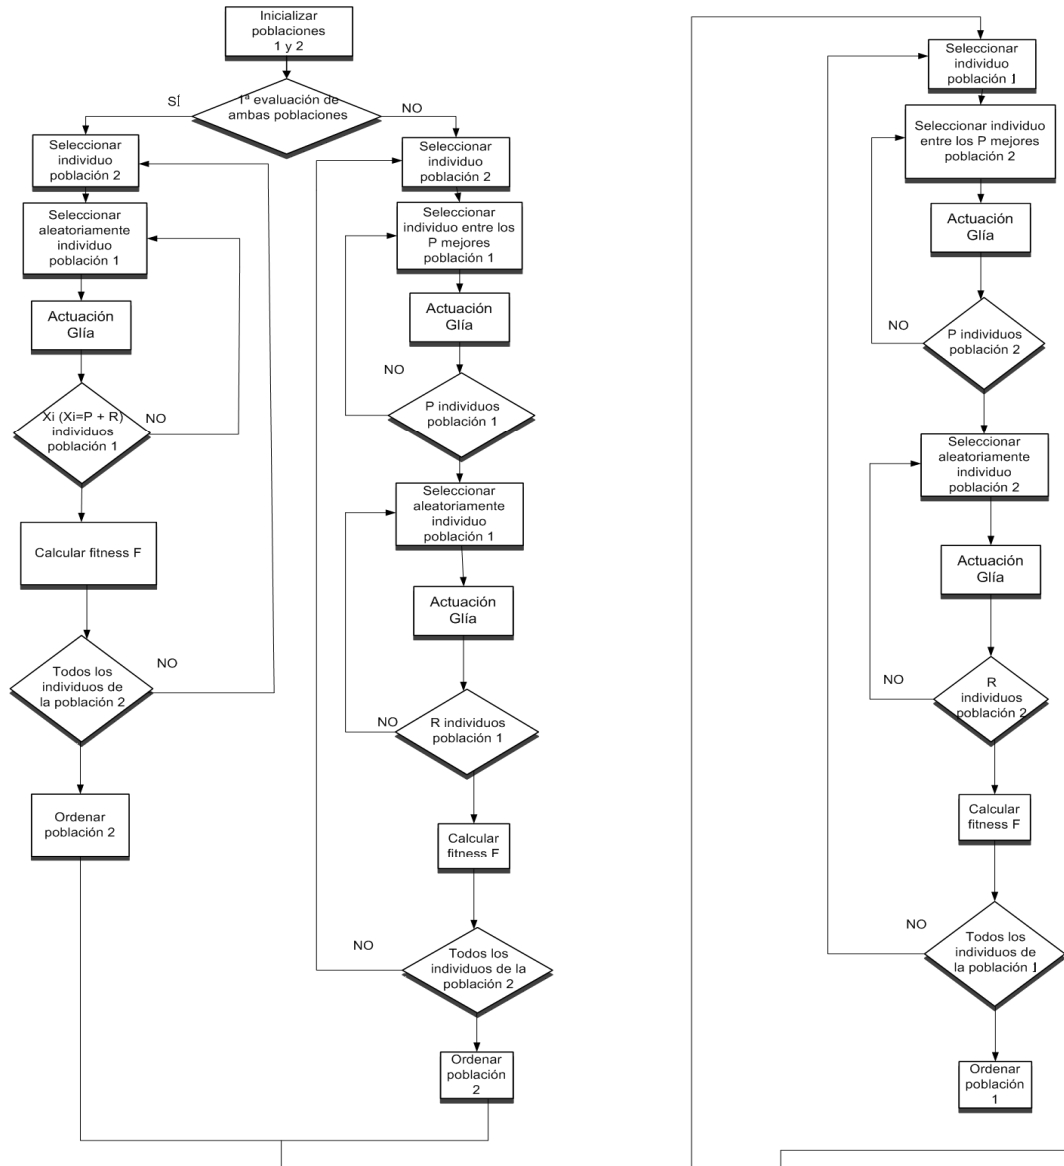 Inicializar
poblaciones
1 y 2
1ª evaluación de
ambas poblaciones
SÍ
NO
Seleccionar
individuo
población 2
Seleccionar
aleatoriamente
individuo
población 1
Actuación
Glía
Xi (Xi=P + R)
individuos
población 1
NO
Calcular fitness F
Todos los
individuos de
la población 2
NO
Ordenar
población 2
Seleccionar
individuo
población 2
Seleccionar
individuo entre los
P mejores
población 1
Actuación
Glía
NO
P individuos
población 1
Seleccionar
aleatoriamente
individuo
población 1
Actuación
Glía
NO
R individuos
población 1
Calcular
fitness F
NO
Todos los
individuos de la
población 2
Ordenar
población
2
Seleccionar
individuo
población 1
Seleccionar individuo
entre los P mejores
población 2
Actuación
Glía
NO
P individuos
población 2
Seleccionar
aleatoriamente
individuo
población 2
Actuación
Glía
NO
R
individuos
población 2
Calcular
fitness F
NO
Todos los
individuos de
la población 1
Ordenar
población
1